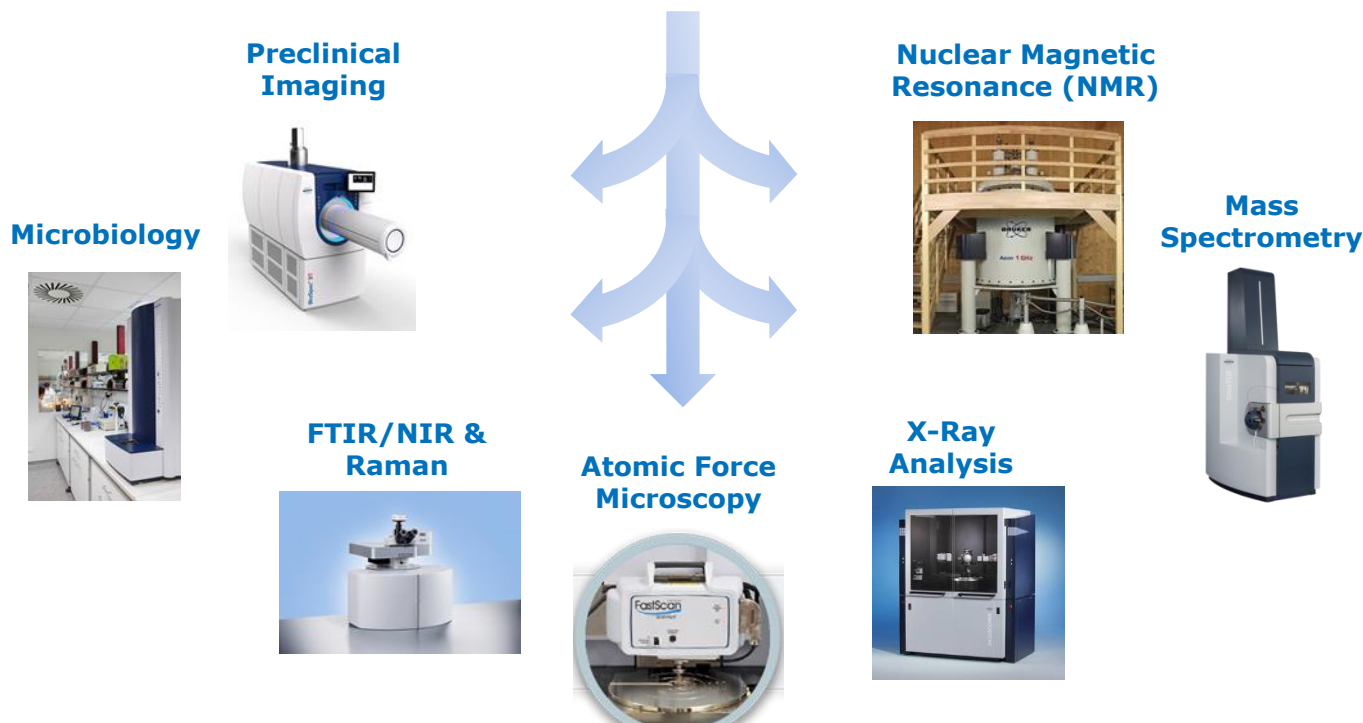 Preclinical
Imaging
Nuclear Magnetic
Resonance (NMR)
Mass
Spectrometry
Microbiology
BRUKER
Ascend 1 GHz
FTIR/NIR &
Raman
Atomic Force
Microscopy
X-Ray
Analysis
FastScan